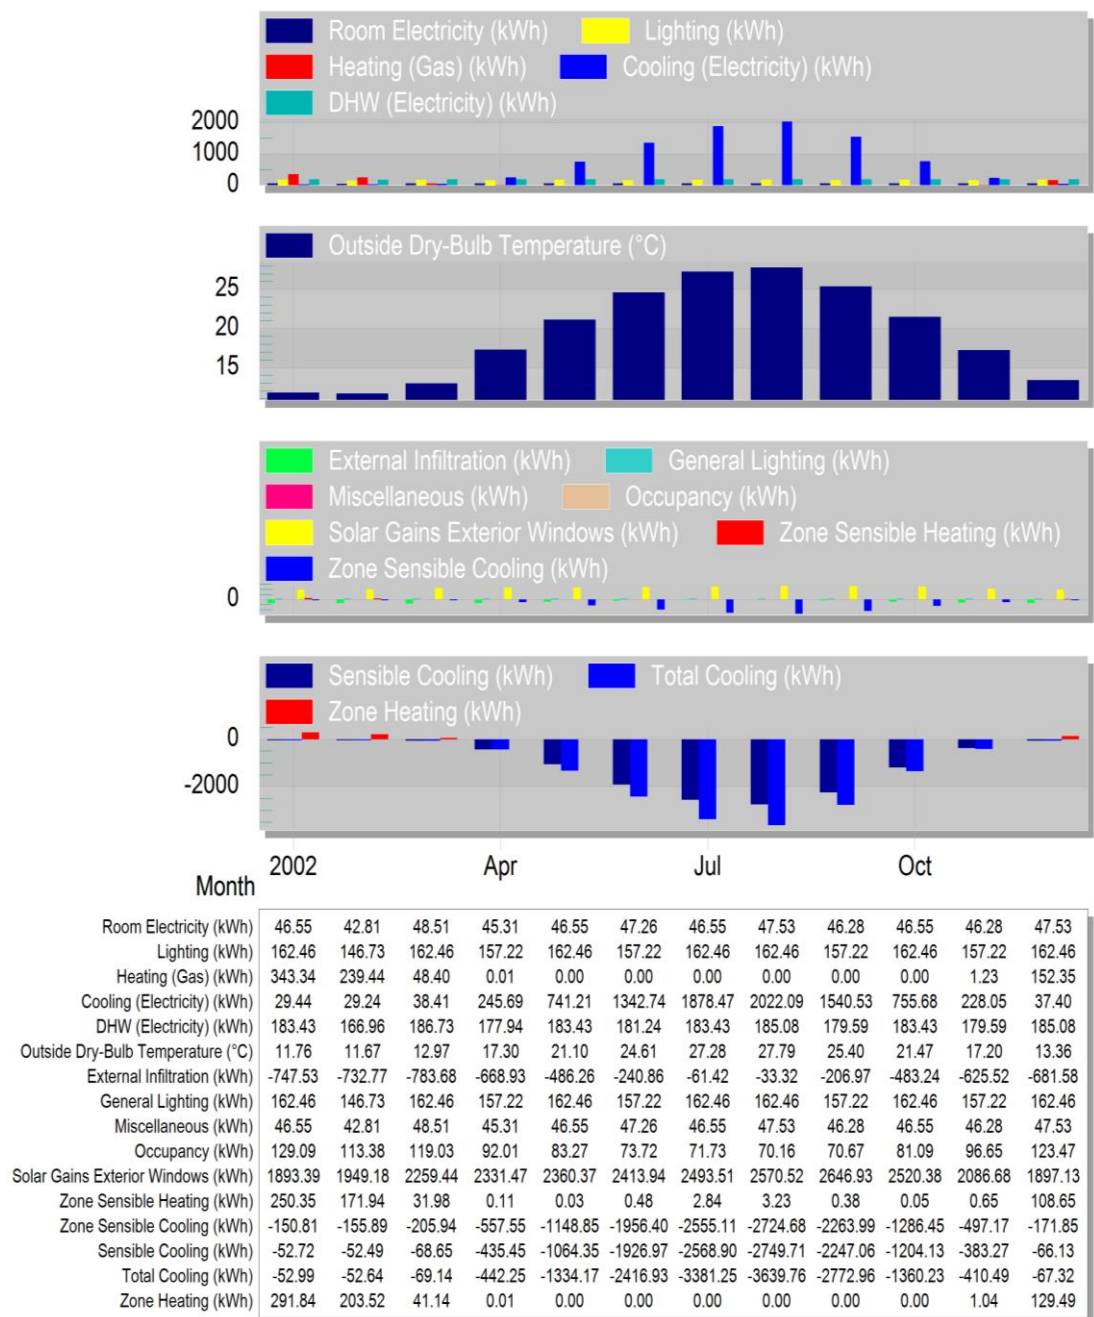 Room Electricity (kWh) Lighting (kWh)
Heating (Gas) (kWh) Cooling (Electricity) (kWh)
DHW (Electricity) (kWh)
2000
1000
0
Outside Dry-Bulb Temperature (°C)
25
20
15
External Infiltration (kWh) General Lighting (kWh)
Miscellaneous (kWh) Occupancy (kWh)
Solar Gains Exterior Windows (kWh) Zone Sensible Heating (kWh)
Zone Sensible Cooling (kWh)
0
Sensible Cooling (kWh) Total Cooling (kWh)
Zone Heating (kWh)
0
-2000
2002 Apr Jul Oct
Month
Room Electricity (kWh) 46.55 42.81 48.51 45.31 46.55 47.26 46.55 47.53 46.28 46.55 46.28 47.53
Lighting (kWh) 162.46 146.73 162.46 157.22 162.46 157.22 162.46 162.46 157.22 162.46 157.22 162.46
Heating (Gas) (kWh) 343.34 239.44 48.40 0.01 0.00 0.00 0.00 0.00 0.00 0.00 1.23 152.35
Cooling (Electricity) (kWh) 29.44 29.24 38.41 245.69 741.21 1342.74 1878.47 2022.09 1540.53 755.68 228.05 37.40
DHW (Electricity) (kWh) 183.43 166.96 186.73 177.94 183.43 181.24 183.43 185.08 179.59 183.43 179.59 185.08
Outside Dry-Bulb Temperature (°C) 11.76 11.67 12.97 17.30 21.10 24.61 27.28 27.79 25.40 21.47 17.20 13.36
External Infiltration (kWh) -747.53 -732.77 -783.68 -668.93 -486.26 -240.86 -61.42 -33.32 -206.97 -483.24 -625.52 -681.58
General Lighting (kWh) 162.46 146.73 162.46 157.22 162.46 157.22 162.46 162.46 157.22 162.46 157.22 162.46
Miscellaneous (kWh) 46.55 42.81 48.51 45.31 46.55 47.26 46.55 47.53 46.28 46.55 46.28 47.53
Occupancy (kWh) 129.09 113.38 119.03 92.01 83.27 73.72 71.73 70.16 70.67 81.09 96.65 123.47
Solar Gains Exterior Windows (kWh) 1893.39 1949.18 2259.44 2331.47 2360.37 2413.94 2493.51 2570.52 2646.93 2520.38 2086.68 1897.13
Zone Sensible Heating (kWh) 250.35 171.94 31.98 0.11 0.03 0.48 2.84 3.23 0.38 0.05 0.65 108.65
Zone Sensible Cooling (kWh) -150.81 -155.89 -205.94 -557.55 -1148.85 -1956.40 -2555.11 -2724.68 -2263.99 -1286.45 -497.17 -171.85
Sensible Cooling (kWh) -52.72 -52.49 -68.65 -435.45 -1064.35 -1926.97 -2568.90 -2749.71 -2247.06 -1204.13 -383.27 -66.13
Total Cooling (kWh) -52.99 -52.64 -69.14 -442.25 -1334.17 -2416.93 -3381.25 -3639.76 -2772.96 -1360.23 -410.49 -67.32
Zone Heating (kWh) 291.84 203.52 41.14 0.01 0.00 0.00 0.00 0.00 0.00 0.00 1.04 129.49